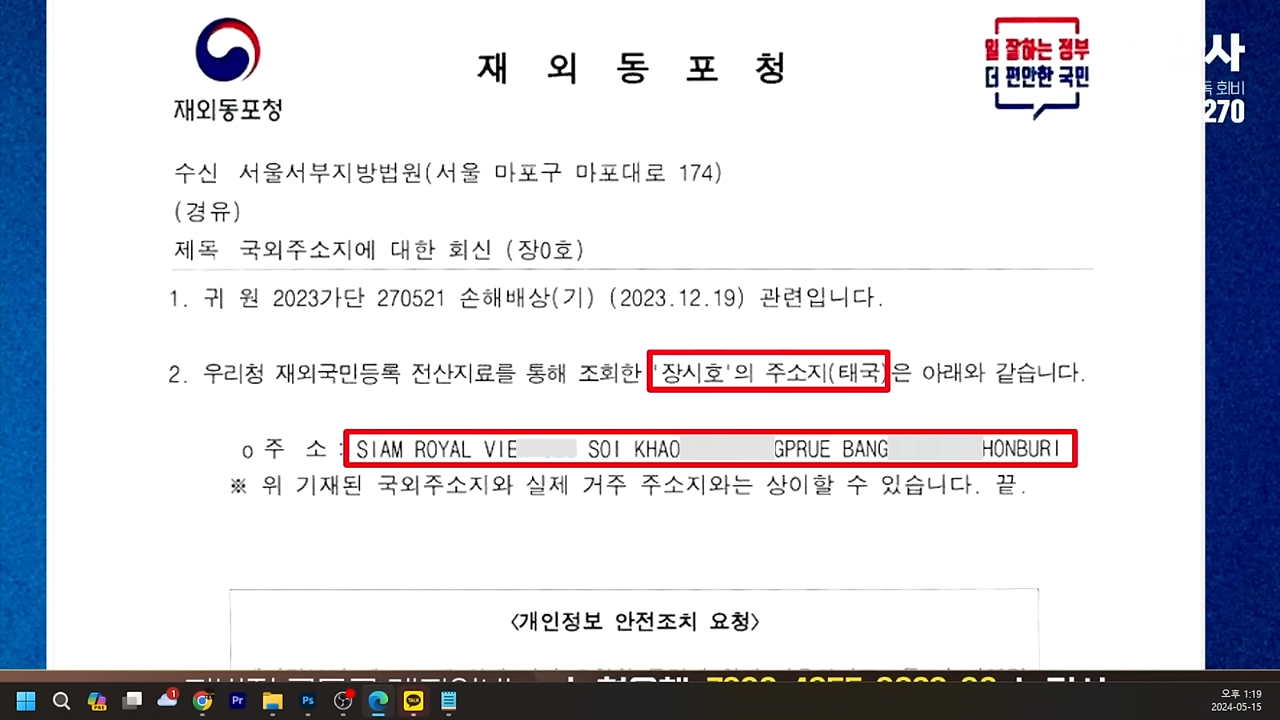 재 외 동 포 청
재외동포청
일 잘하는 정부
더 편안한 국민
사
회비
270
수신 서울서부지방법원(서울 마포구 마포대로 174)
(경유)
제목 국외주소지에 대한 회신 (장0호)
1. 귀 원 2023가단 270521 손해배상(기) (2023.12.19) 관련입니다.
2. 우리청 재외국민등록 전산자료를 통해 조회한 '장시호'의 주소지(태국)은 아래와 같습니다.
o 주 소 : SIAM ROYAL VIE SOI KHAO GPRUE BANG HONBURI
※ 위 기재된 국외주소지와 실제 거주 주소지와는 상이할 수 있습니다. 끝.
<개인정보 안전조치 요청>
1
Pr
Ps
TALK
오후 1:19
2024-05-15